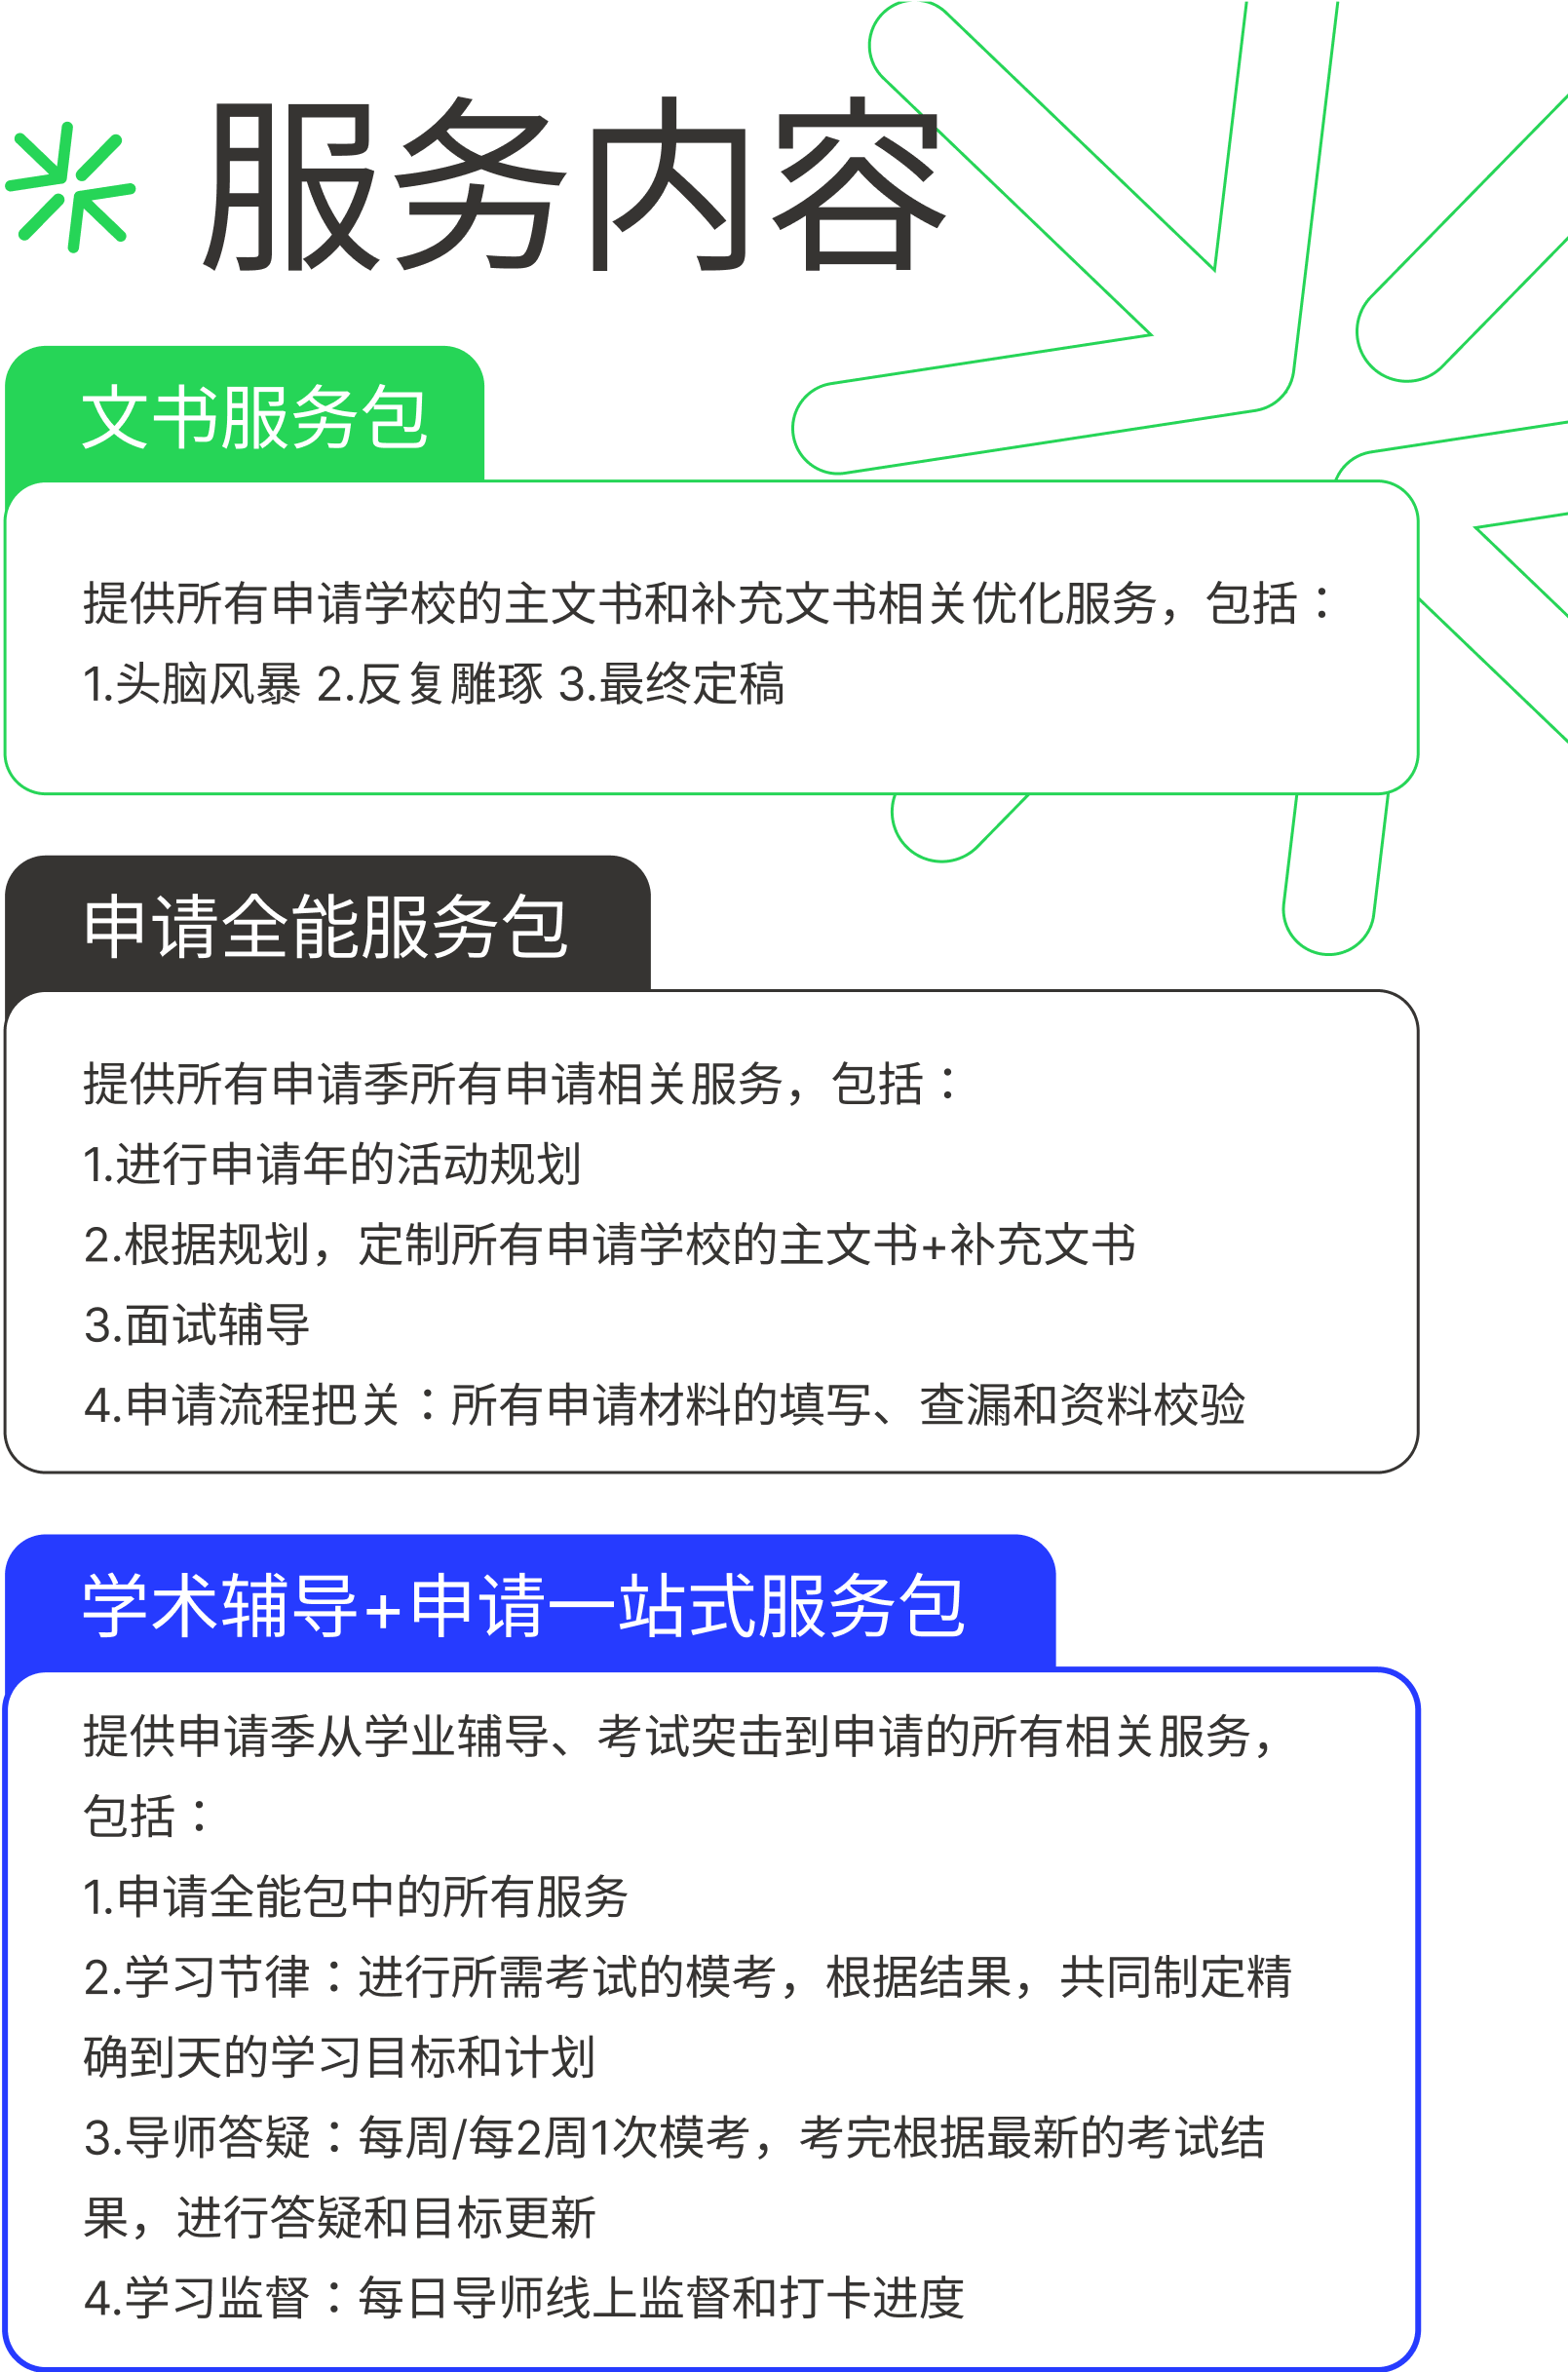 服务内容
文书服务包
提供所有申请学校的主文书和补充文书相关优化服务，包括：
1.头脑风暴 2.反复雕琢 3.最终定稿
申请全能服务包
提供所有申请季所有申请相关服务，包括：
1.进行申请年的活动规划
2.根据规划，定制所有申请学校的主文书+补充文书
3.面试辅导
4.申请流程把关：所有申请材料的填写、查漏和资料校验
学术辅导+申请一站式服务包
提供申请季从学业辅导、考试突击到申请的所有相关服务，
包括：
1.申请全能包中的所有服务
2.学习节律：进行所需考试的模考，根据结果，共同制定精
确到天的学习目标和计划
3.导师答疑：每周/每2周1次模考，考完根据最新的考试结
果，进行答疑和目标更新
4.学习监督：每日导师线上监督和打卡进度